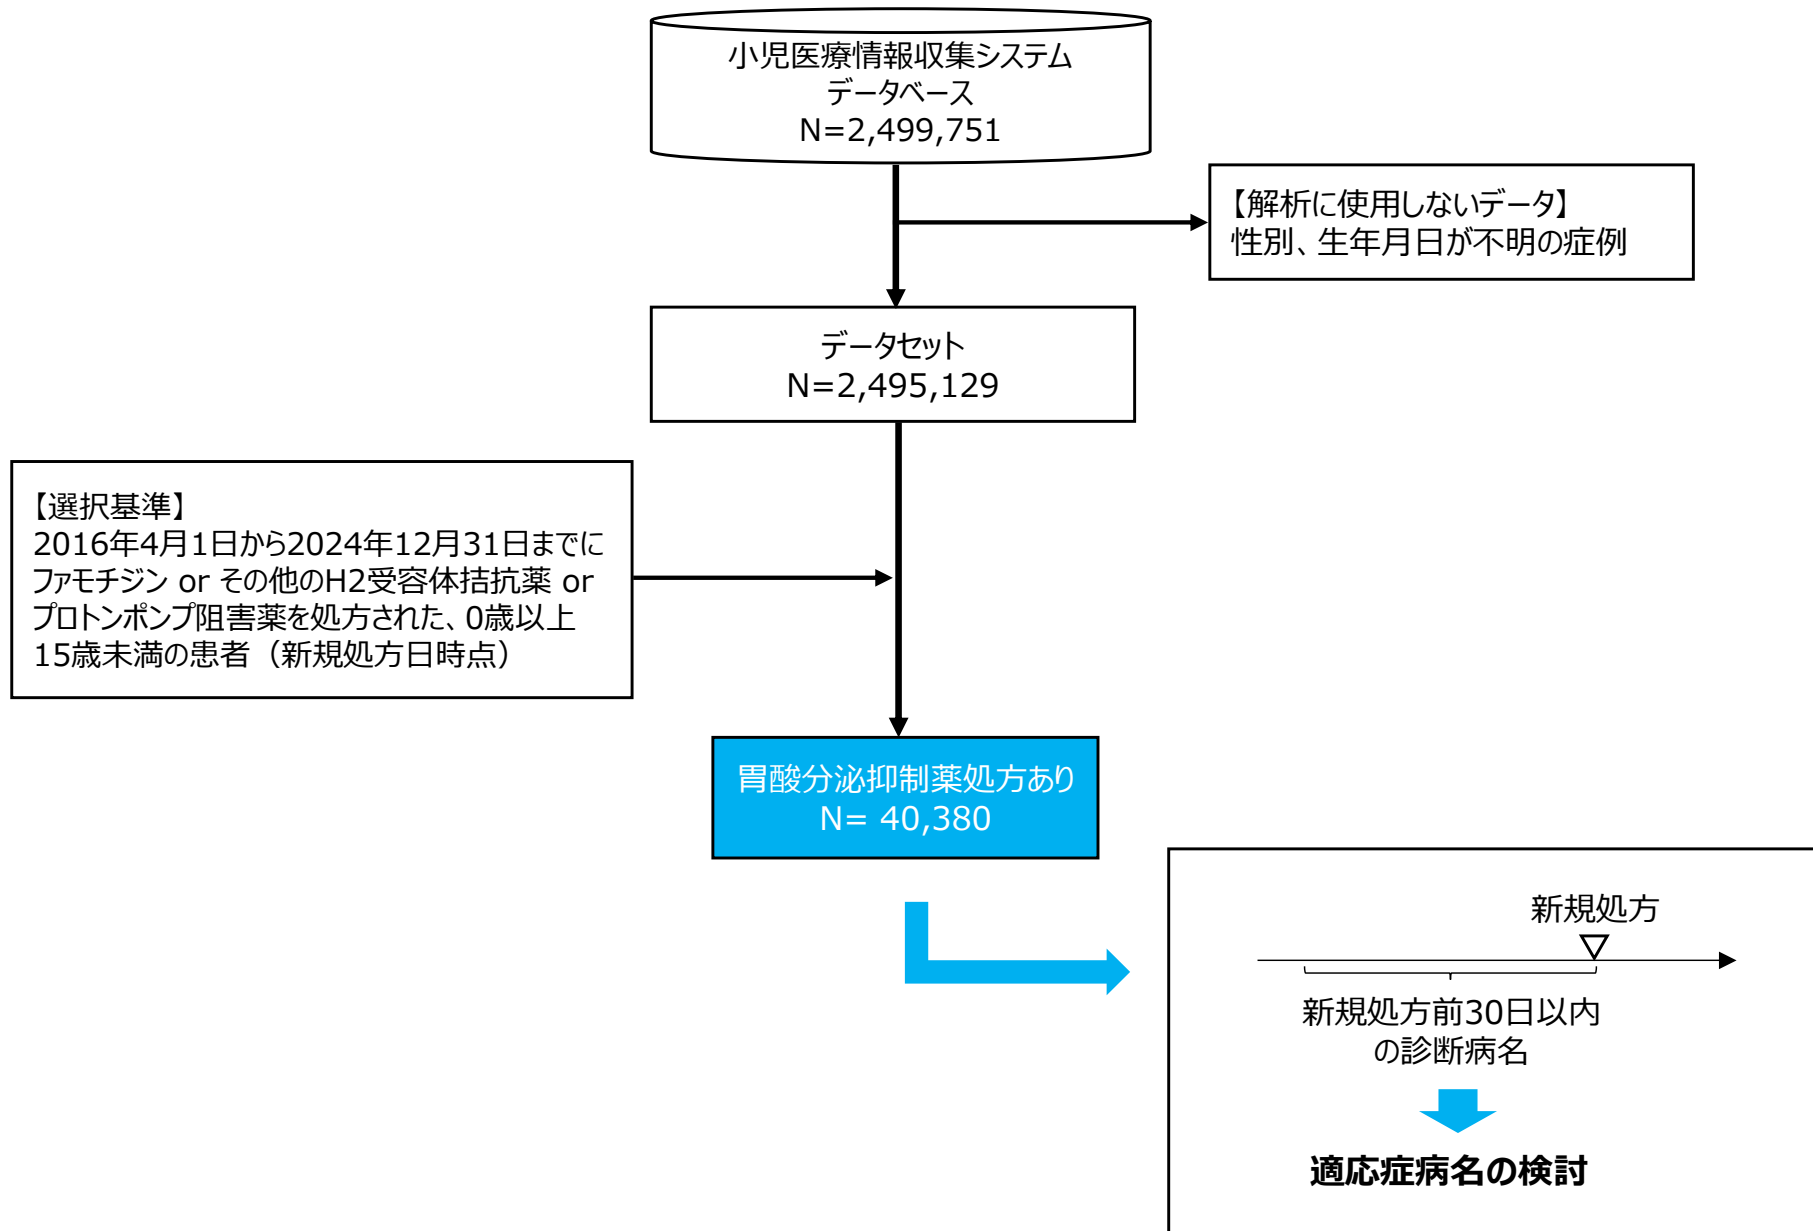 小児医療情報収集システム
データベース
N=2,499,751
【解析に使用しないデータ】
性別、生年月日が不明の症例
データセット
N=2,495,129
【選択基準】
2016年4月1日から2024年12月31日までに
ファモチジン or その他のH2受容体拮抗薬 or
プロトンポンプ阻害薬を処方された、0歳以上
15歳未満の患者（新規処方日時点）
胃酸分泌抑制薬処方あり
N= 40,380
新規処方
新規処方前30日以内
の診断病名
適応症病名の検討